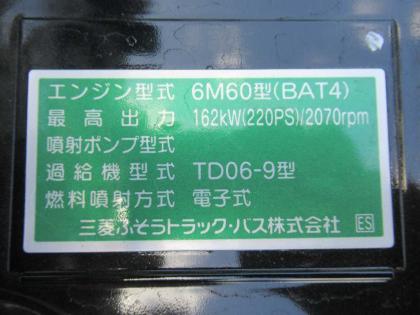 エンジン型式 6M60型(BAT4)
最高出力 162kW(220PS)/2070rpm
噴射ポンプ型式
過給機型式 TD06-9型
燃料噴射方式 電子式
三菱ふそうトラック・バス株式会社 ES